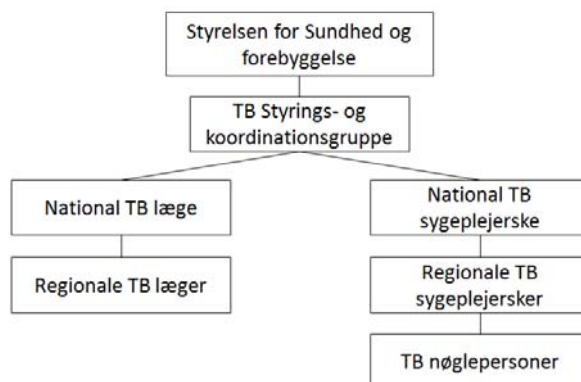 Styrelsen for Sundhed og
forebyggelse
TB Styrings- og
koordinationsgruppe
National TB læge
National TB
sygeplejerske
Regionale TB læger
Regionale TB
sygeplejersker
TB nøglepersoner